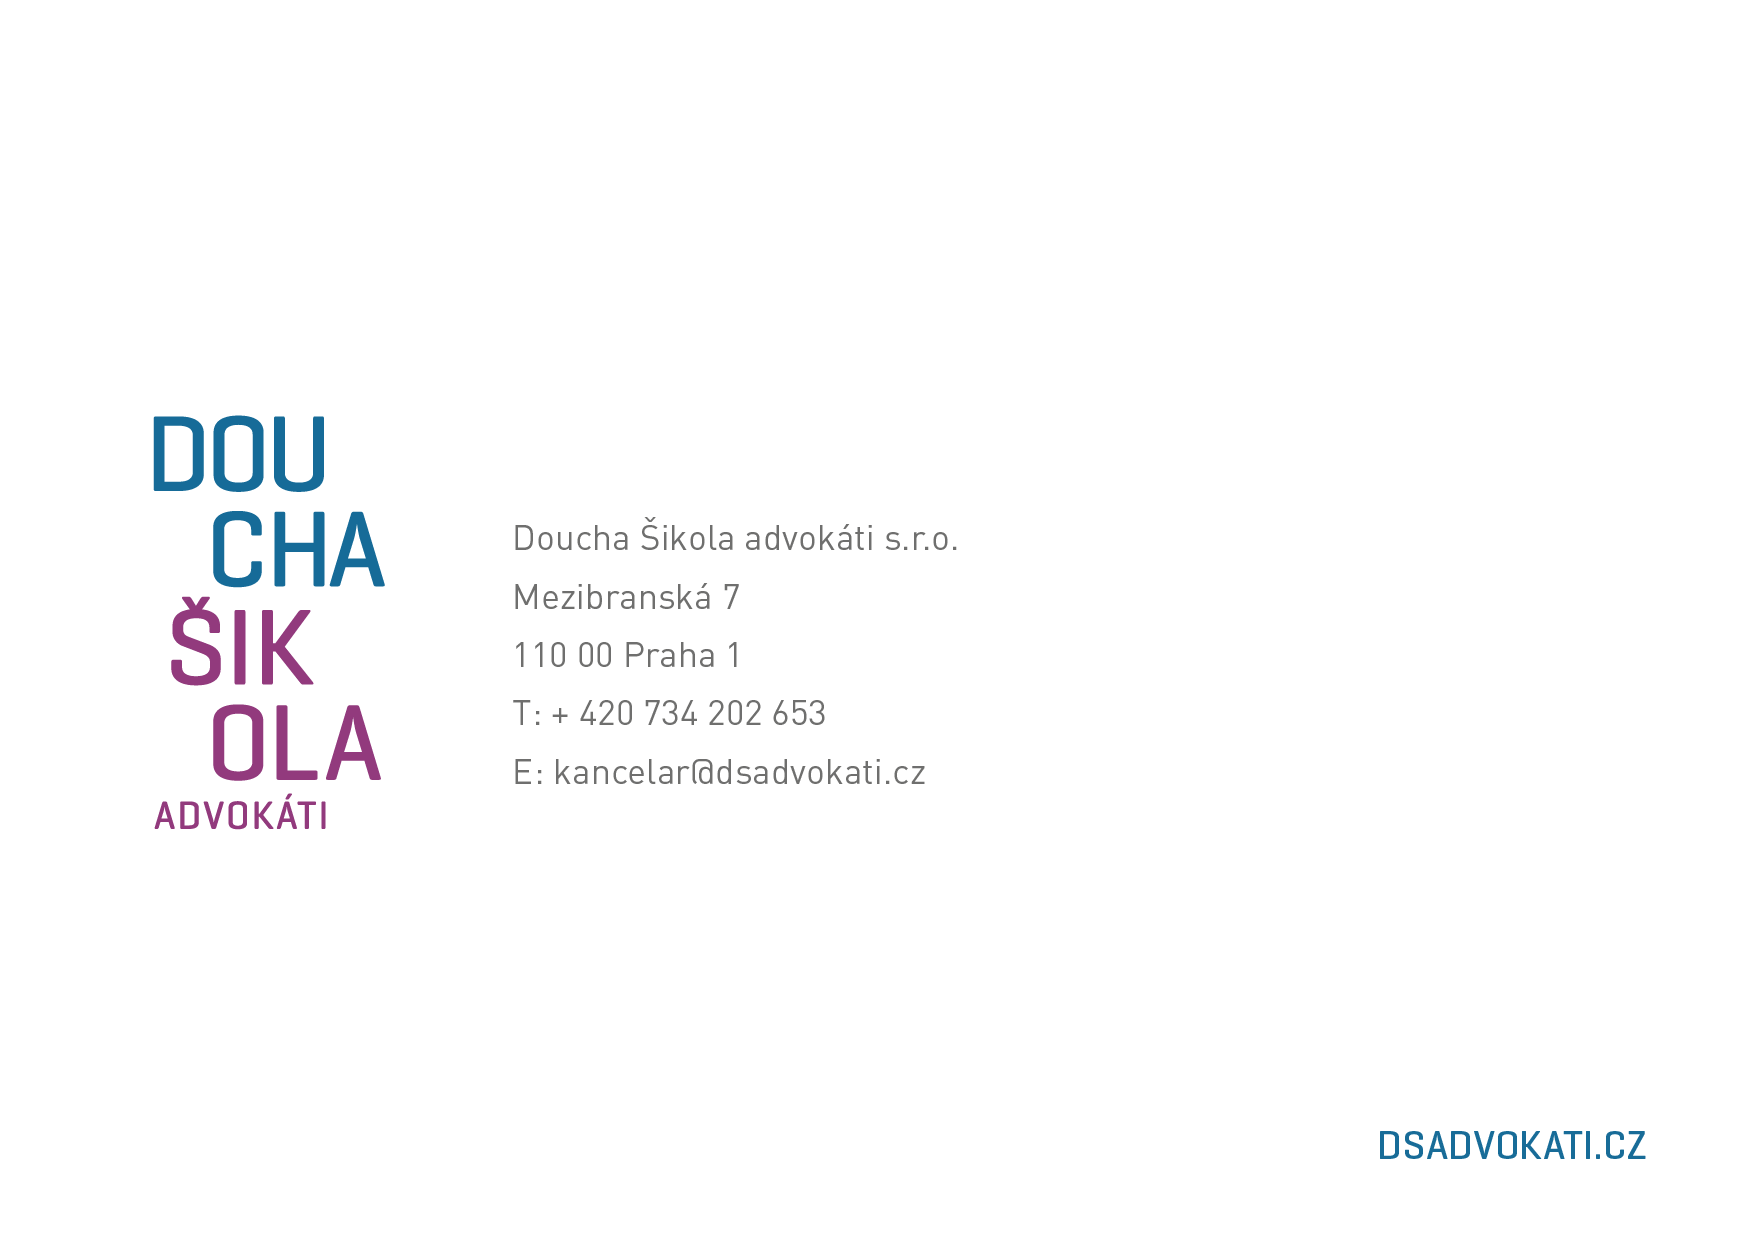 DOU
CHA
ŠIK
OLA
ADVOKÁTI
Doucha Šikola advokáti s.r.o.
Mezibranská 7
110 00 Praha 1
T: + 420 734 202 653
E: kancelar@dsadvokati.cz
DSADVOKATI.CZ